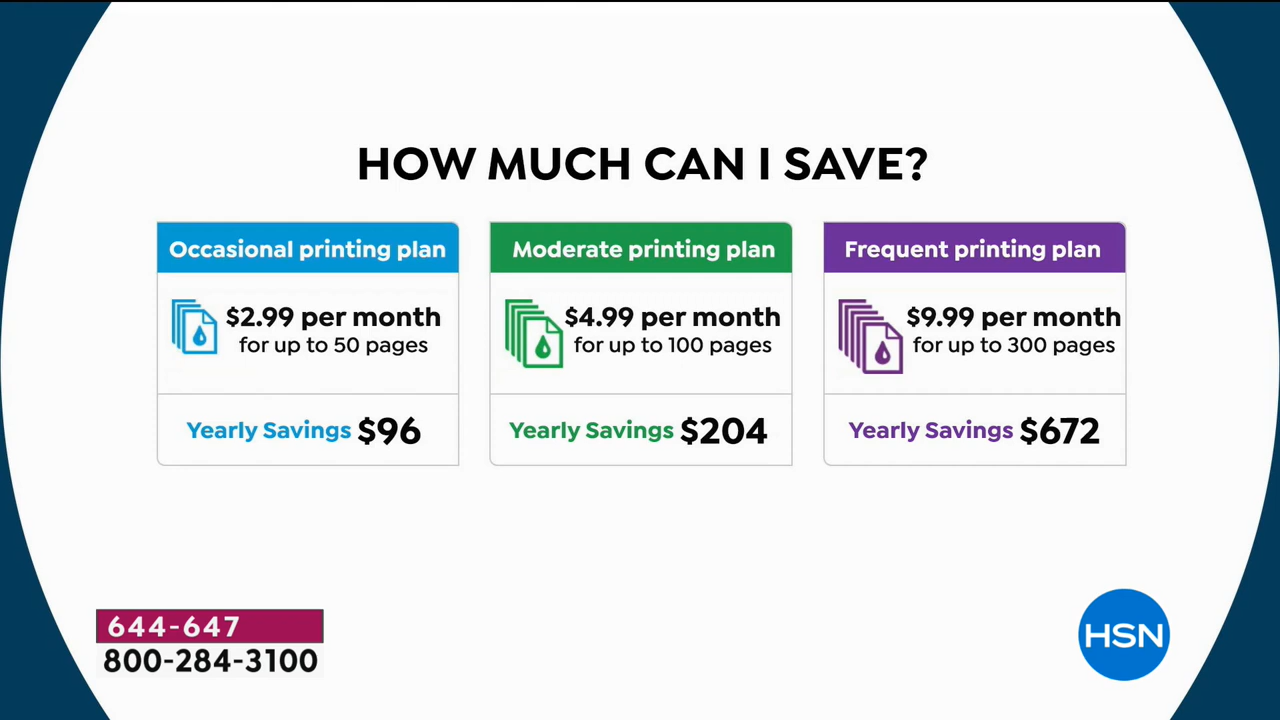 HOW MUCH CAN I SAVE?
Occasional printing plan
$2.99 per month
for up to 50 pages
Yearly Savings $96
Moderate printing plan
$4.99 per month
for up to 100 pages
Yearly Savings $204
Frequent printing plan
$9.99 per month
for up to 300 pages
Yearly Savings $672
644-647
800-284-3100
HSN